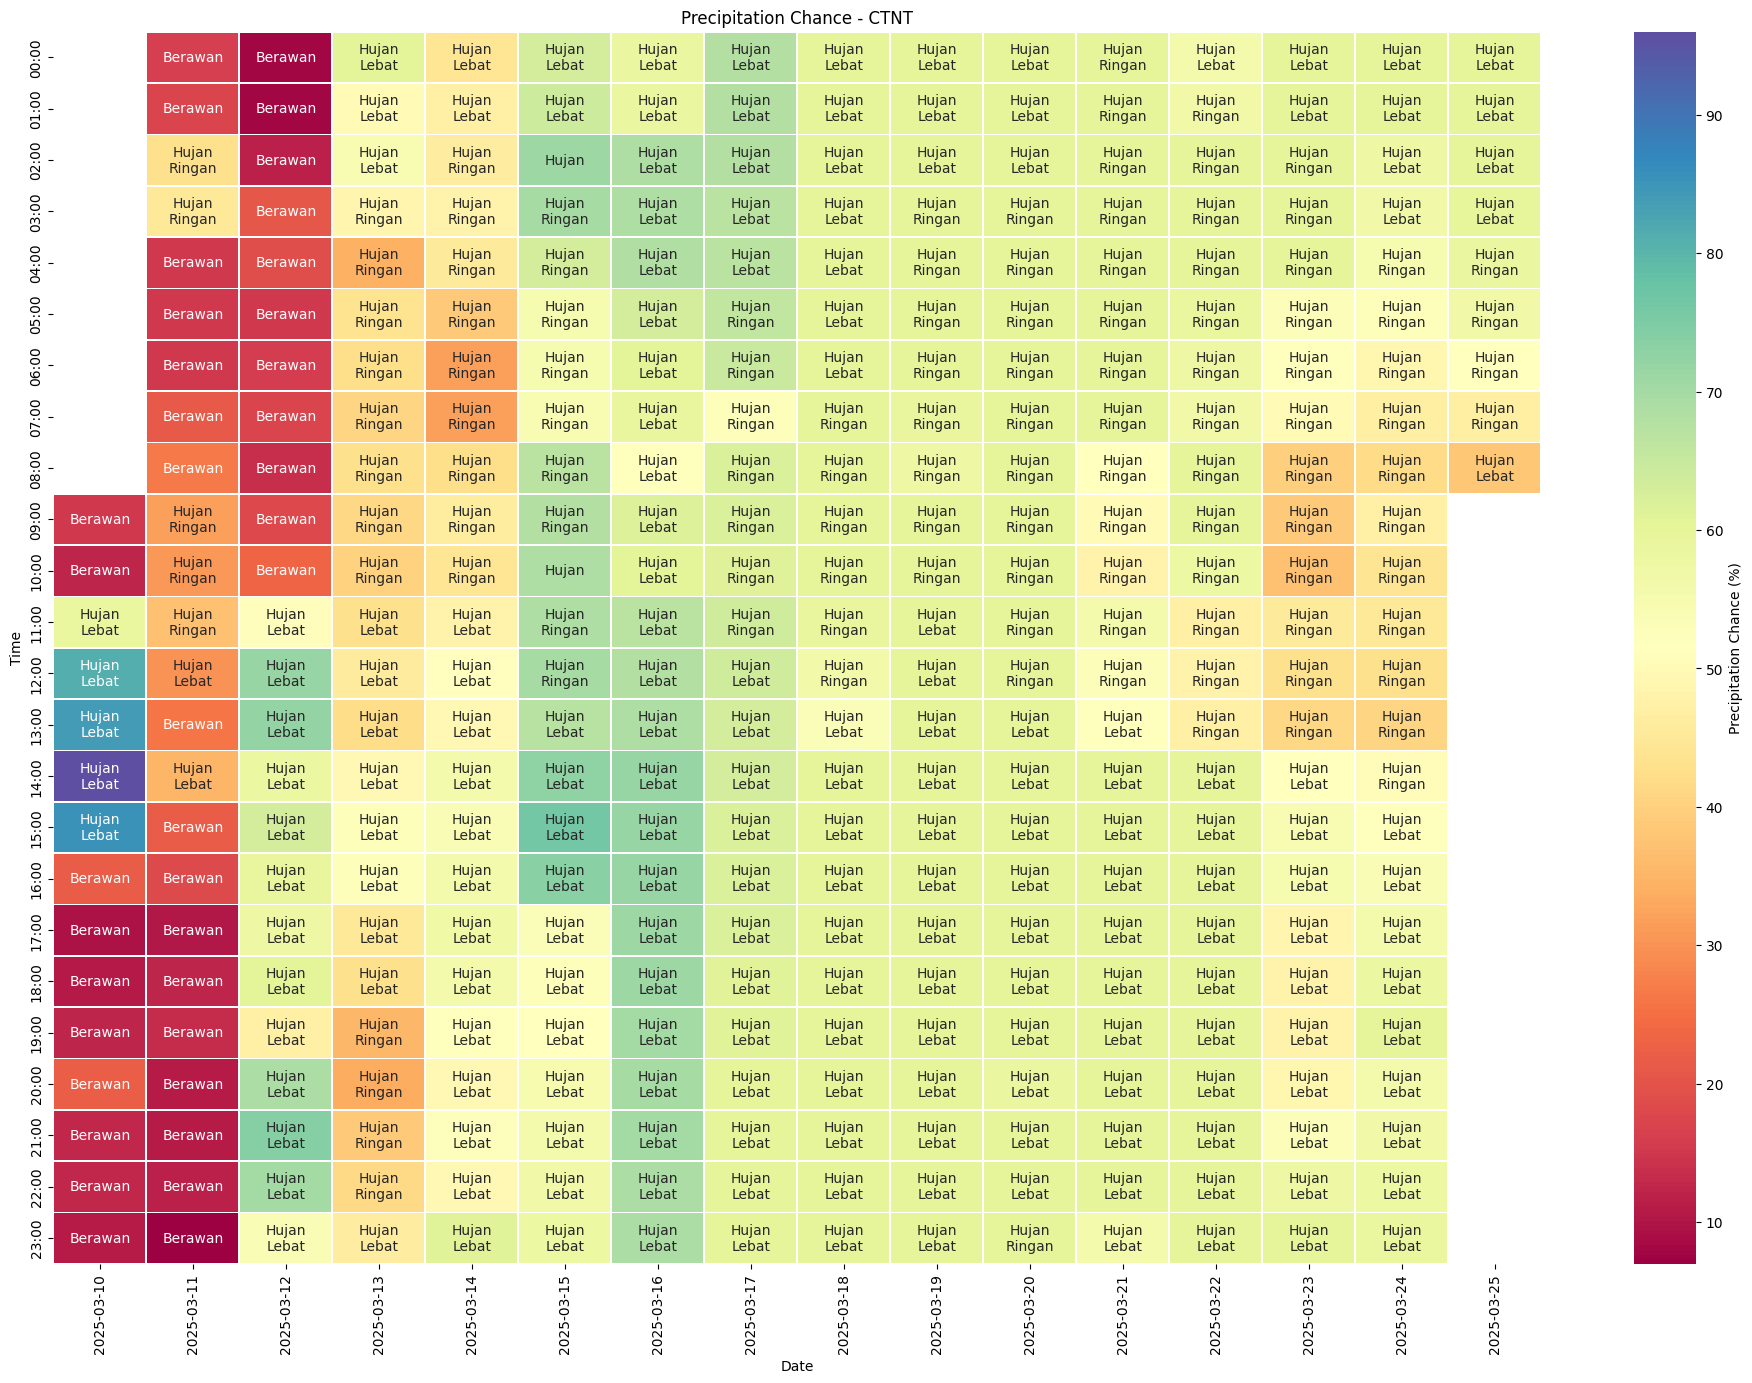 Precipitation Chance - CTNT
00:00 Berawan Berawan Hujan Lebat Hujan Lebat Hujan Lebat Hujan Lebat Hujan Lebat Hujan Lebat Hujan Lebat Hujan Lebat Hujan Ringan Hujan Lebat Hujan Lebat Hujan Lebat Hujan Lebat
01:00 Berawan Berawan Hujan Lebat Hujan Lebat Hujan Lebat Hujan Lebat Hujan Lebat Hujan Lebat Hujan Lebat Hujan Lebat Hujan Ringan Hujan Ringan Hujan Lebat Hujan Lebat Hujan Lebat
02:00 Hujan Ringan Berawan Hujan Lebat Hujan Ringan Hujan Hujan Lebat Hujan Lebat Hujan Lebat Hujan Lebat Hujan Lebat Hujan Ringan Hujan Ringan Hujan Ringan Hujan Lebat Hujan Lebat
03:00 Hujan Ringan Berawan Hujan Ringan Hujan Ringan Hujan Ringan Hujan Lebat Hujan Lebat Hujan Lebat Hujan Ringan Hujan Ringan Hujan Ringan Hujan Ringan Hujan Ringan Hujan Lebat Hujan Lebat
04:00 Berawan Berawan Hujan Ringan Hujan Ringan Hujan Ringan Hujan Lebat Hujan Lebat Hujan Lebat Hujan Ringan Hujan Ringan Hujan Ringan Hujan Ringan Hujan Ringan Hujan Ringan Hujan Ringan
05:00 Berawan Berawan Hujan Ringan Hujan Ringan Hujan Ringan Hujan Lebat Hujan Ringan Hujan Lebat Hujan Ringan Hujan Ringan Hujan Ringan Hujan Ringan Hujan Ringan Hujan Ringan Hujan Ringan
06:00 Berawan Berawan Hujan Ringan Hujan Ringan Hujan Ringan Hujan Lebat Hujan Ringan Hujan Lebat Hujan Ringan Hujan Ringan Hujan Ringan Hujan Ringan Hujan Ringan Hujan Ringan Hujan Ringan
07:00 Berawan Berawan Hujan Ringan Hujan Ringan Hujan Ringan Hujan Lebat Hujan Ringan Hujan Ringan Hujan Ringan Hujan Ringan Hujan Ringan Hujan Ringan Hujan Ringan Hujan Ringan Hujan Ringan
08:00 Berawan Berawan Hujan Ringan Hujan Ringan Hujan Ringan Hujan Lebat Hujan Ringan Hujan Ringan Hujan Ringan Hujan Ringan Hujan Ringan Hujan Ringan Hujan Ringan Hujan Ringan Hujan Lebat
09:00 Berawan Hujan Ringan Berawan Hujan Ringan Hujan Ringan Hujan Ringan Hujan Lebat Hujan Ringan Hujan Ringan Hujan Ringan Hujan Ringan Hujan Ringan Hujan Ringan Hujan Ringan Hujan Ringan
10:00 Berawan Hujan Ringan Berawan Hujan Ringan Hujan Ringan Hujan Hujan Lebat Hujan Ringan Hujan Ringan Hujan Ringan Hujan Ringan Hujan Ringan Hujan Ringan Hujan Ringan Hujan Ringan
11:00 Hujan Lebat Hujan Ringan Hujan Lebat Hujan Lebat Hujan Lebat Hujan Ringan Hujan Lebat Hujan Ringan Hujan Ringan Hujan Lebat Hujan Ringan Hujan Ringan Hujan Ringan Hujan Ringan Hujan Ringan
12:00 Hujan Lebat Hujan Lebat Hujan Lebat Hujan Lebat Hujan Lebat Hujan Ringan Hujan Lebat Hujan Lebat Hujan Ringan Hujan Lebat Hujan Ringan Hujan Ringan Hujan Ringan Hujan Ringan Hujan Ringan
13:00 Hujan Lebat Berawan Hujan Lebat Hujan Lebat Hujan Lebat Hujan Lebat Hujan Lebat Hujan Lebat Hujan Lebat Hujan Lebat Hujan Lebat Hujan Lebat Hujan Ringan Hujan Ringan Hujan Ringan
14:00 Hujan Lebat Hujan Lebat Hujan Lebat Hujan Lebat Hujan Lebat Hujan Lebat Hujan Lebat Hujan Lebat Hujan Lebat Hujan Lebat Hujan Lebat Hujan Lebat Hujan Lebat Hujan Lebat Hujan Ringan
15:00 Hujan Lebat Berawan Hujan Lebat Hujan Lebat Hujan Lebat Hujan Lebat Hujan Lebat Hujan Lebat Hujan Lebat Hujan Lebat Hujan Lebat Hujan Lebat Hujan Lebat Hujan Lebat Hujan Lebat
16:00 Berawan Berawan Hujan Lebat Hujan Lebat Hujan Lebat Hujan Lebat Hujan Lebat Hujan Lebat Hujan Lebat Hujan Lebat Hujan Lebat Hujan Lebat Hujan Lebat Hujan Lebat Hujan Lebat
17:00 Berawan Berawan Hujan Lebat Hujan Lebat Hujan Lebat Hujan Lebat Hujan Lebat Hujan Lebat Hujan Lebat Hujan Lebat Hujan Lebat Hujan Lebat Hujan Lebat Hujan Lebat Hujan Lebat
18:00 Berawan Berawan Hujan Lebat Hujan Lebat Hujan Lebat Hujan Lebat Hujan Lebat Hujan Lebat Hujan Lebat Hujan Lebat Hujan Lebat Hujan Lebat Hujan Lebat Hujan Lebat Hujan Lebat
19:00 Berawan Berawan Hujan Lebat Hujan Ringan Hujan Lebat Hujan Lebat Hujan Lebat Hujan Lebat Hujan Lebat Hujan Lebat Hujan Lebat Hujan Lebat Hujan Lebat Hujan Lebat Hujan Lebat
20:00 Berawan Berawan Hujan Lebat Hujan Ringan Hujan Lebat Hujan Lebat Hujan Lebat Hujan Lebat Hujan Lebat Hujan Lebat Hujan Lebat Hujan Lebat Hujan Lebat Hujan Lebat Hujan Lebat
21:00 Berawan Berawan Hujan Lebat Hujan Ringan Hujan Lebat Hujan Lebat Hujan Lebat Hujan Lebat Hujan Lebat Hujan Lebat Hujan Lebat Hujan Lebat Hujan Lebat Hujan Lebat Hujan Lebat
22:00 Berawan Berawan Hujan Lebat Hujan Ringan Hujan Lebat Hujan Lebat Hujan Lebat Hujan Lebat Hujan Lebat Hujan Lebat Hujan Lebat Hujan Lebat Hujan Lebat Hujan Lebat Hujan Lebat
23:00 Berawan Berawan Hujan Lebat Hujan Lebat Hujan Lebat Hujan Lebat Hujan Lebat Hujan Lebat Hujan Lebat Hujan Lebat Hujan Ringan Hujan Lebat Hujan Lebat Hujan Lebat Hujan Lebat
Time
2025-03-10 2025-03-11 2025-03-12 2025-03-13 2025-03-14 2025-03-15 2025-03-16 2025-03-17 2025-03-18 2025-03-19 2025-03-20 2025-03-21 2025-03-22 2025-03-23 2025-03-24 2025-03-25
Date
90
80
70
60
50
40
30
20
10
Precipitation Chance (%)